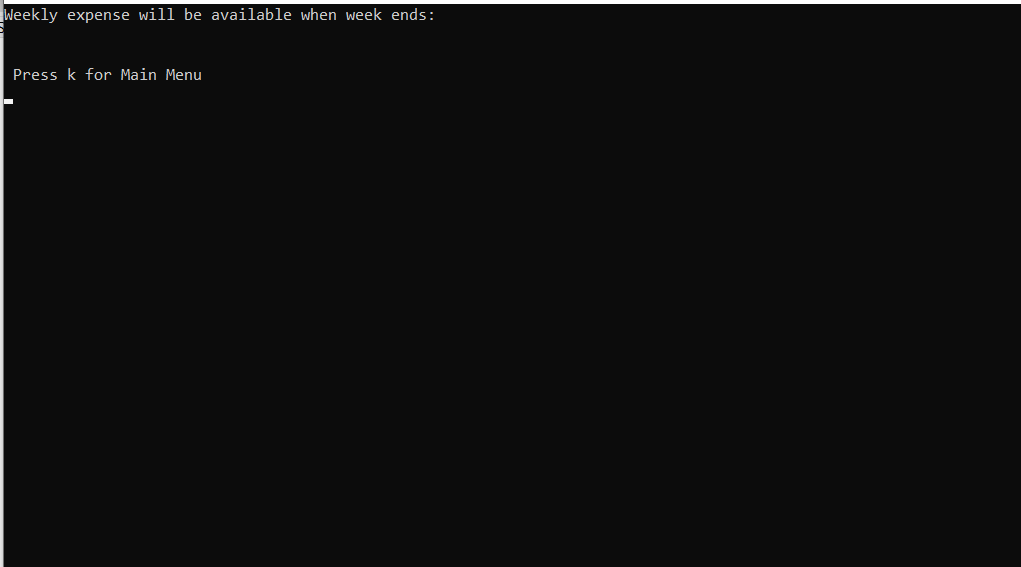 Weekly expense will be available when week ends:
Press k for Main Menu